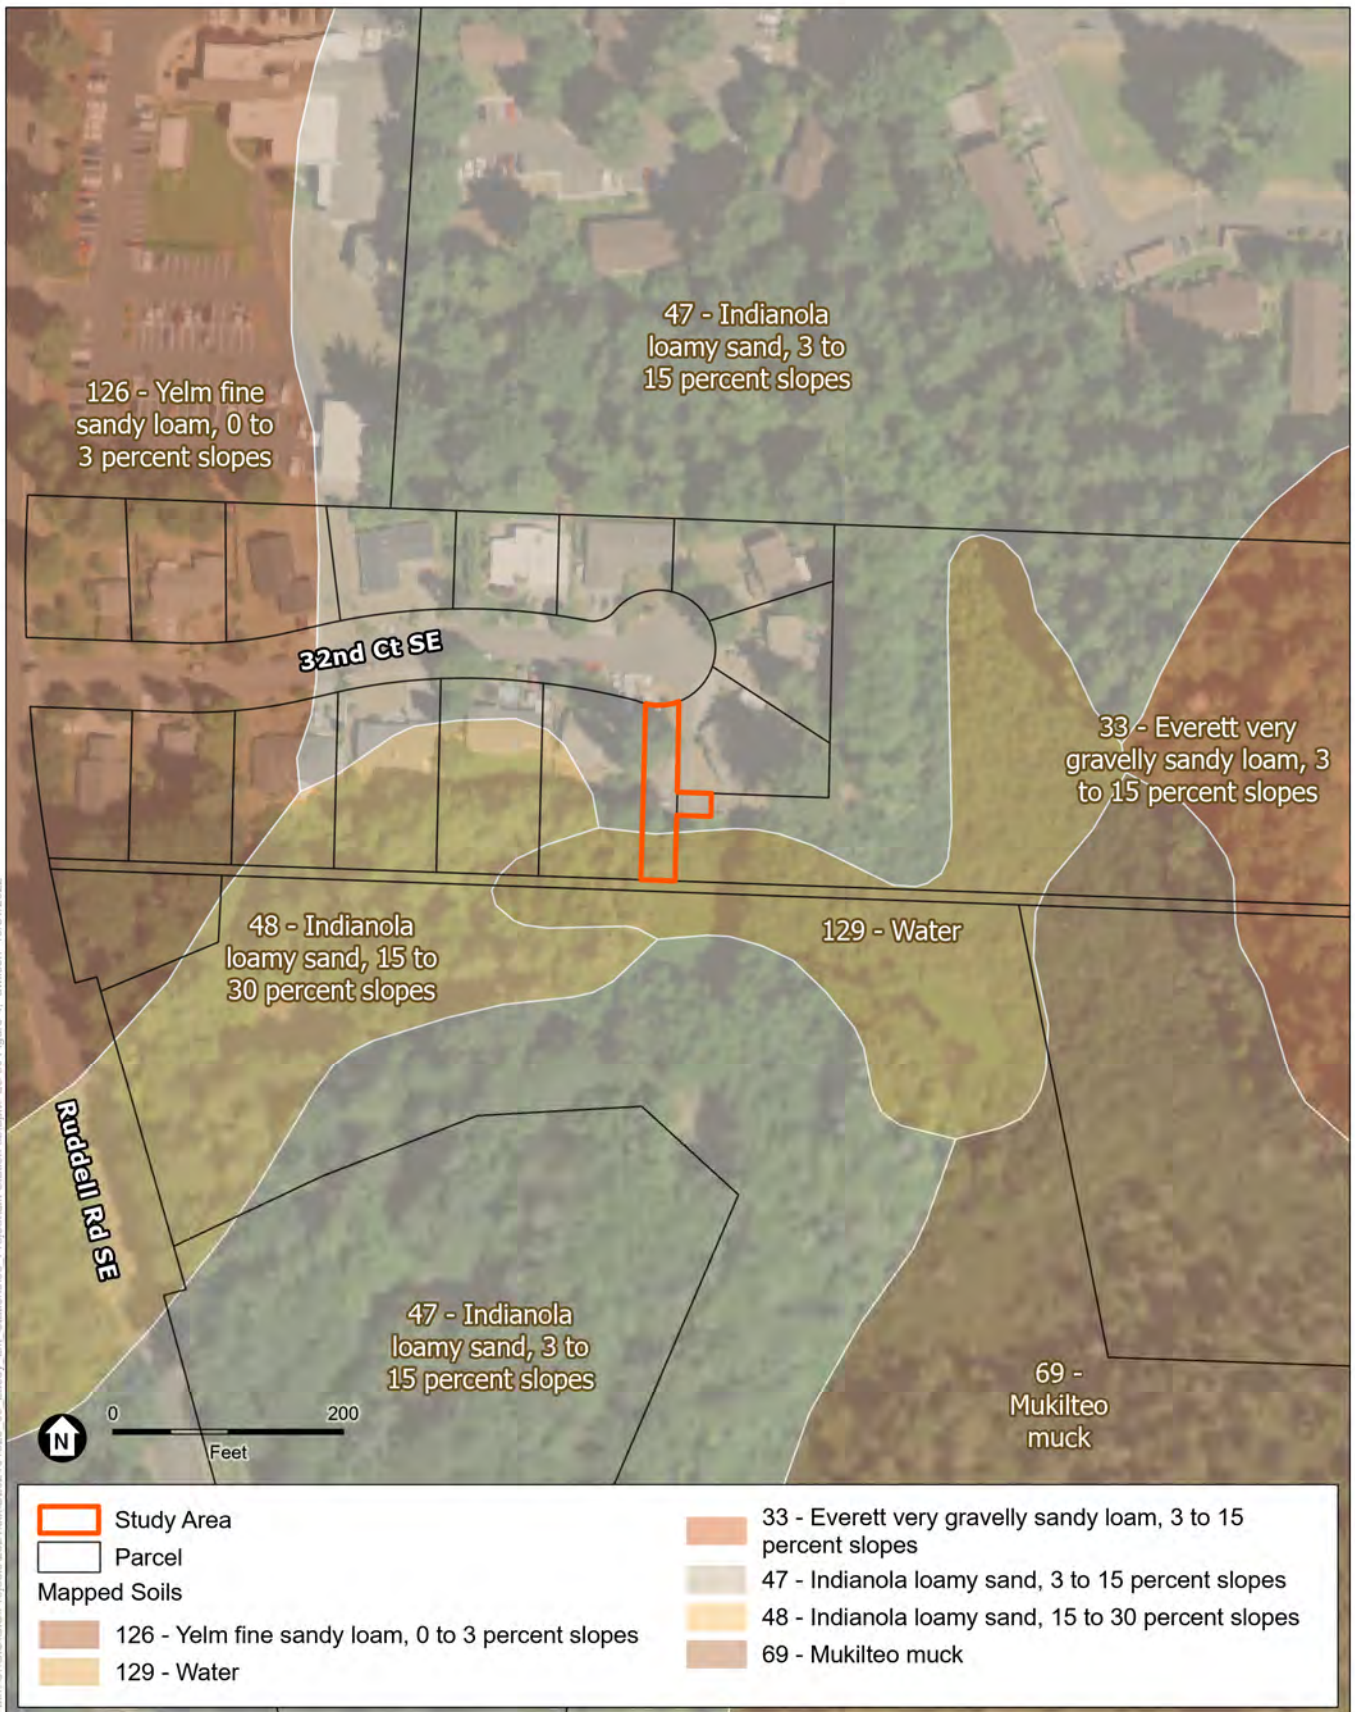 47 - Indianola
loamy sand, 3 to
15 percent slopes
126 - Yelm fine
sandy loam, 0 to
3 percent slopes
32nd Ct SE
33 - Everett very
gravelly sandy loam, 3
to 15 percent slopes
48 - Indianola
loamy sand, 15 to
30 percent slopes
129 - Water
Ruddell Rd SE
47 - Indianola
loamy sand, 3 to
15 percent slopes
69 -
Mukilteo
muck
N
0 200
Feet
Study Area
Parcel
Mapped Soils
126 - Yelm fine sandy loam, 0 to 3 percent slopes
129 - Water
33 - Everett very gravelly sandy loam, 3 to 15
percent slopes
47 - Indianola loamy sand, 3 to 15 percent slopes
48 - Indianola loamy sand, 15 to 30 percent slopes
69 - Mukilteo muck